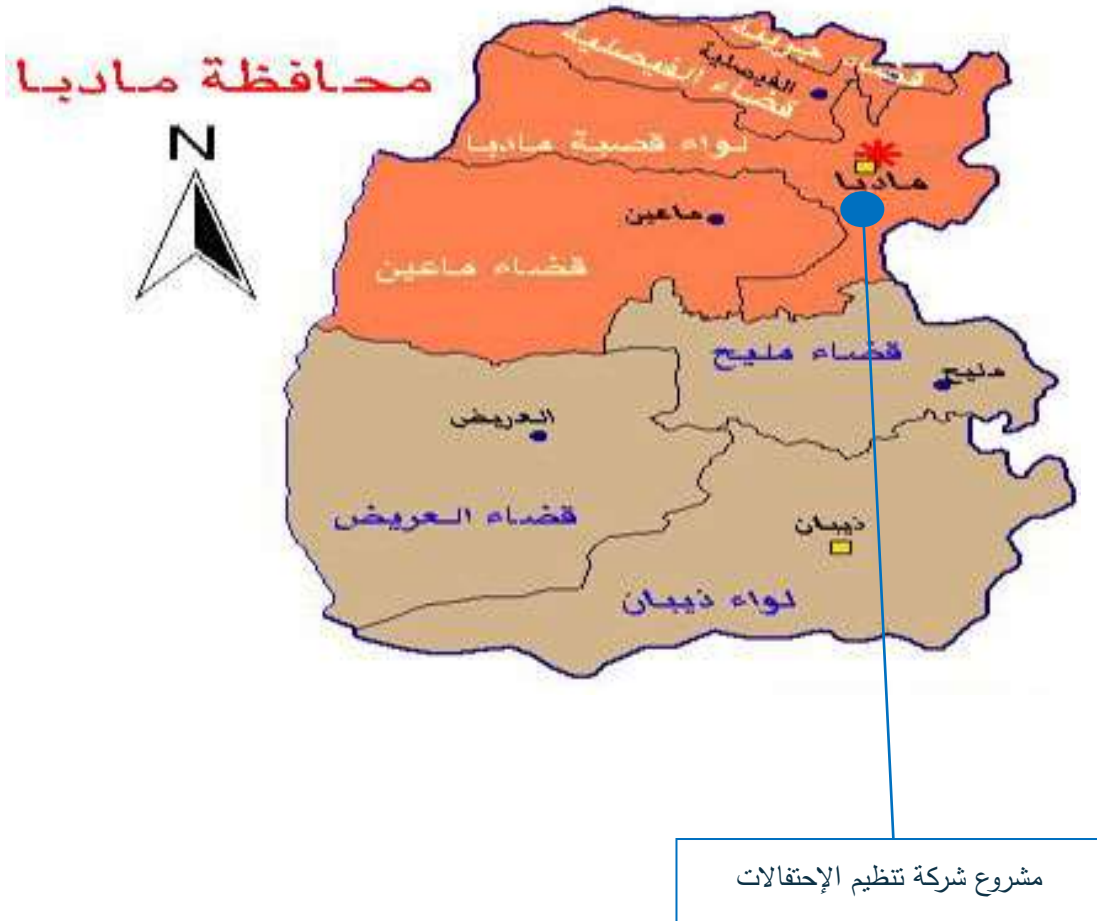 محافظة مادبا
N
قضاء جرينة
قضاء الفيصلية
الفيصلية
لواء قصبة مادبا
مادبا
ماعين
قضاء ماعين
قضاء مليح
مليح
العريض
قضاء العريض
ذيبان
لواء ذيبان
مشروع شركة تنظيم الإحتفالات